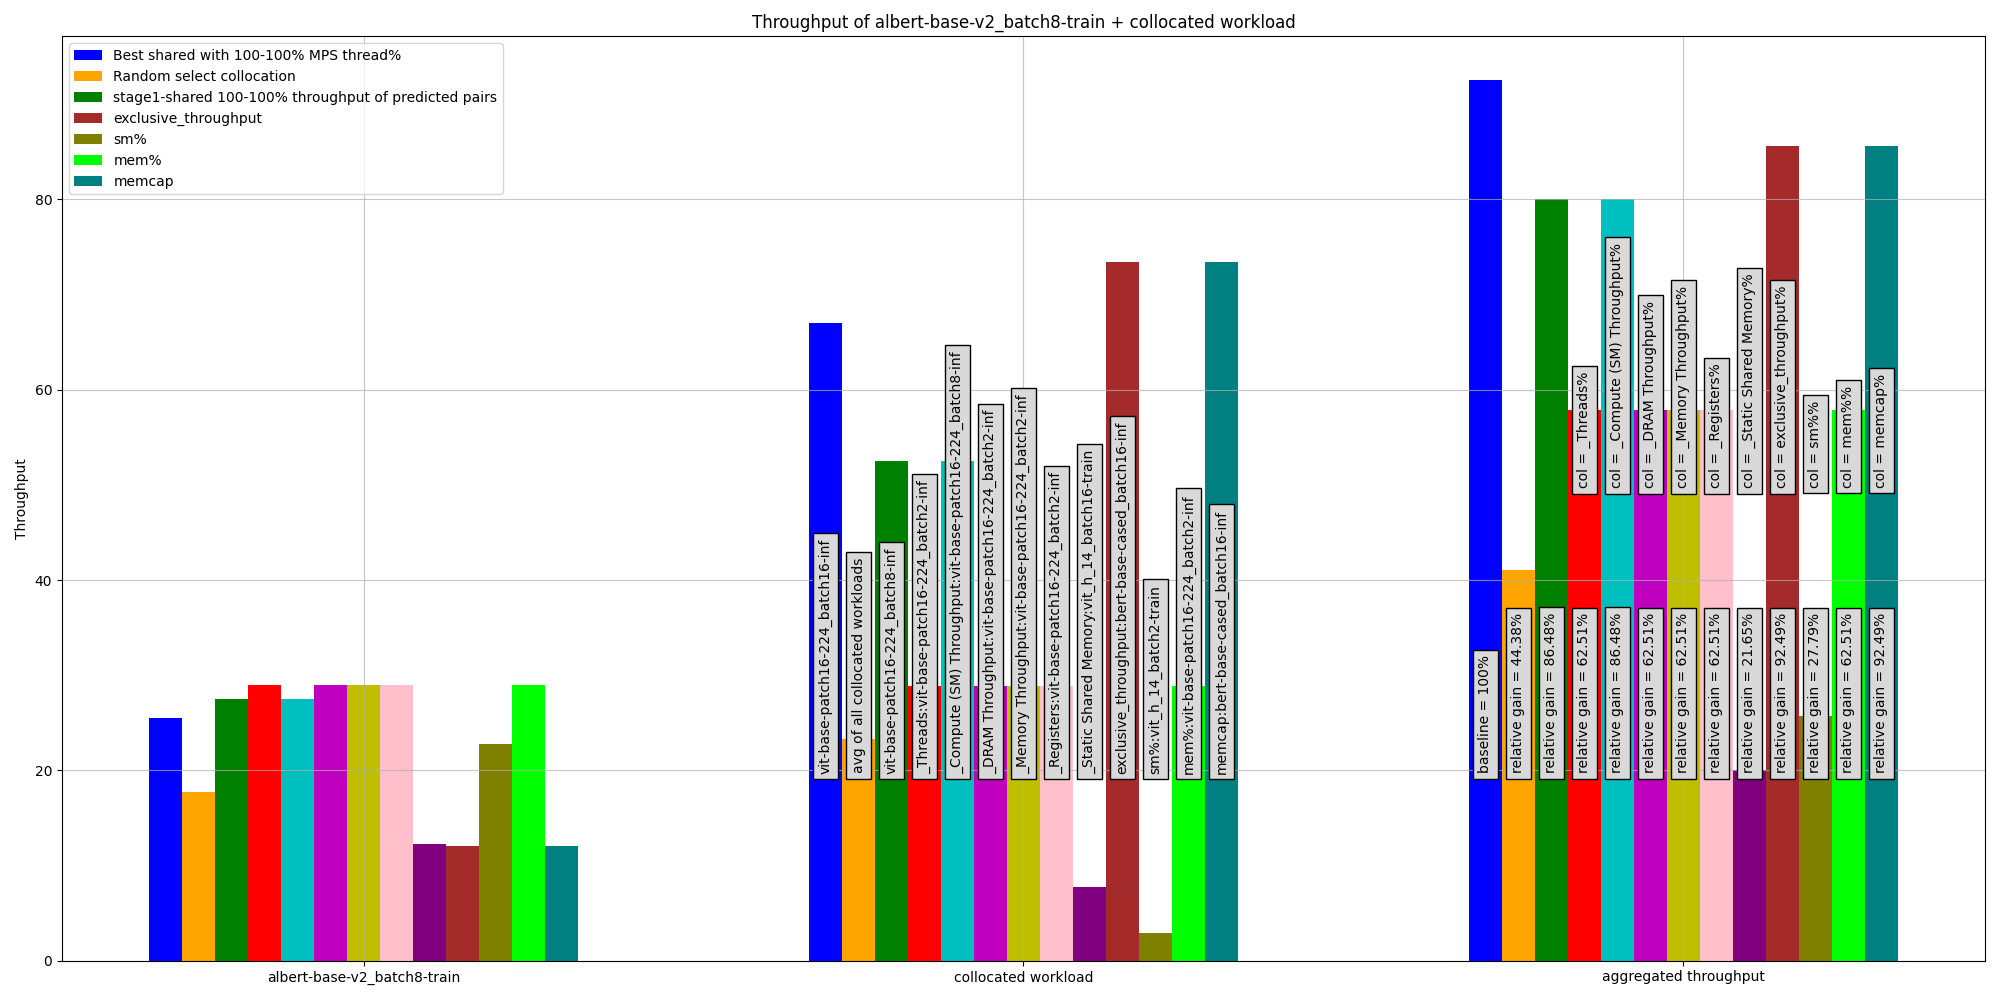 Throughput of albert-base-v2_batch8-train + collocated workload
Best shared with 100-100% MPS thread%
Random select collocation
stage1-shared 100-100% throughput of predicted pairs
exclusive_throughput
sm%
mem%
memcap
Throughput
80
60
40
20
0
vit-base-patch16-224_batch16-inf
avg of all collocated workloads
vit-base-patch16-224_batch8-inf
_Threads:vit-base-patch16-224_batch2-inf
_Compute (SM) Throughput:vit-base-patch16-224_batch8-inf
_DRAM Throughput:vit-base-patch16-224_batch2-inf
_Memory Throughput:vit-base-patch16-224_batch2-inf
_Registers:vit-base-patch16-224_batch2-inf
_Static Shared Memory:vit_h_14_batch16-train
exclusive_throughput:bert-base-cased_batch16-inf
sm%:vit_h_14_batch2-train
mem%:vit-base-patch16-224_batch2-inf
memcap:bert-base-cased_batch16-inf
col = _Threads%
col = _Compute (SM) Throughput%
col = _DRAM Throughput%
col = _Memory Throughput%
col = _Registers%
col = _Static Shared Memory%
col = exclusive_throughput%
col = sm%%
col = mem%%
col = memcap%
baseline = 100%
relative gain = 44.38%
relative gain = 86.48%
relative gain = 62.51%
relative gain = 86.48%
relative gain = 62.51%
relative gain = 62.51%
relative gain = 62.51%
relative gain = 21.65%
relative gain = 92.49%
relative gain = 27.79%
relative gain = 62.51%
relative gain = 92.49%
albert-base-v2_batch8-train
collocated workload
aggregated throughput